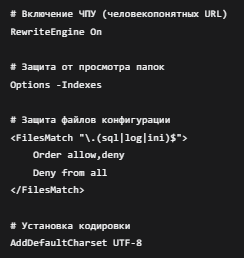 # Включение ЧПУ (человекопонятных URL)
RewriteEngine On
# Защита от просмотра папок
Options -Indexes
# Защита файлов конфигурации
<FilesMatch "\.(sql|log|ini)$">
    Order allow,deny
    Deny from all
</FilesMatch>
# Установка кодировки
AddDefaultCharset UTF-8